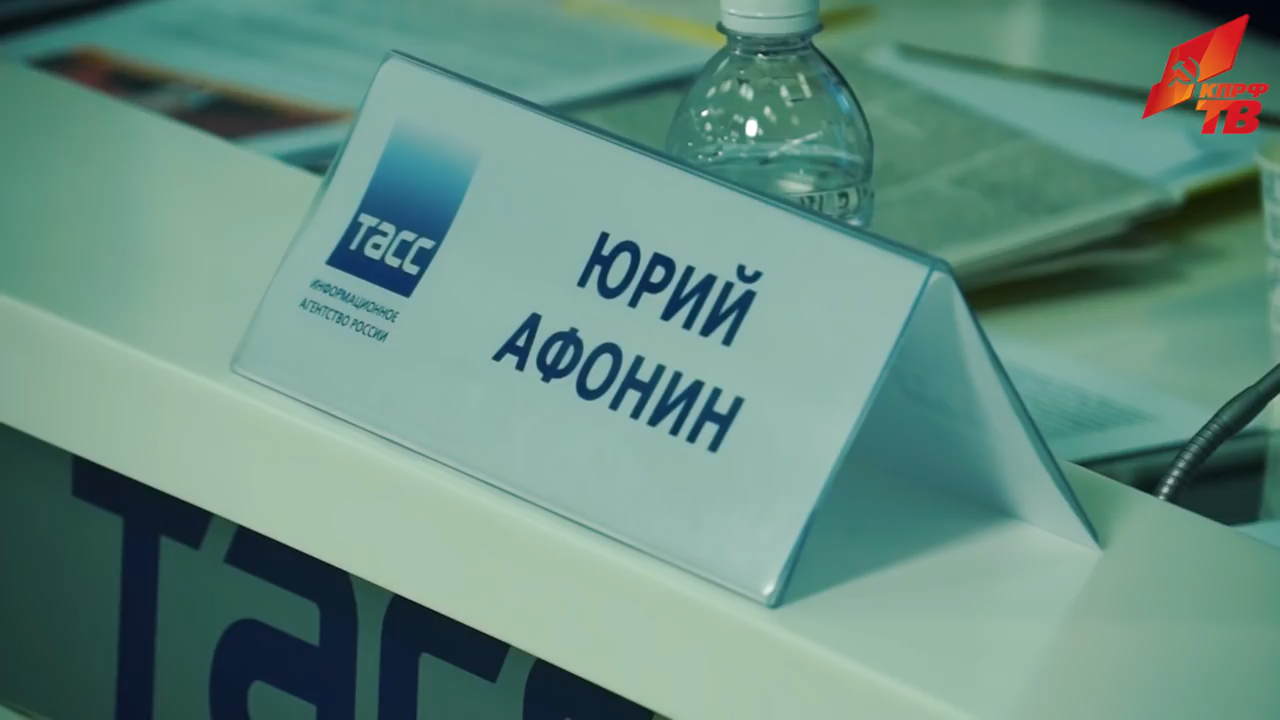 КПРФ
ТВ
ТАСС
ИНФОРМАЦИОННОЕ
АГЕНТСТВО РОССИИ
ЮРИЙ
АФОНИН
ТАСС